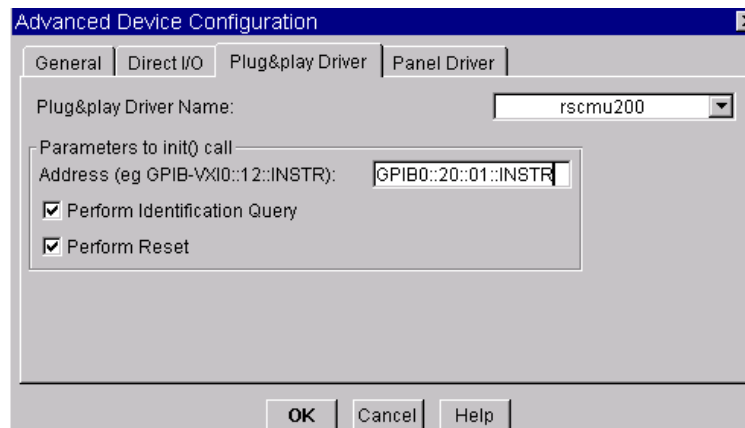 Advanced Device Configuration
General Direct I/O Plug&play Driver Panel Driver
Plug&play Driver Name: rscmu200
Parameters to init() call
Address (eg GPIB-VXI0::12::INSTR): GPIB0::20::01::INSTR
Perform Identification Query
Perform Reset
OK Cancel Help